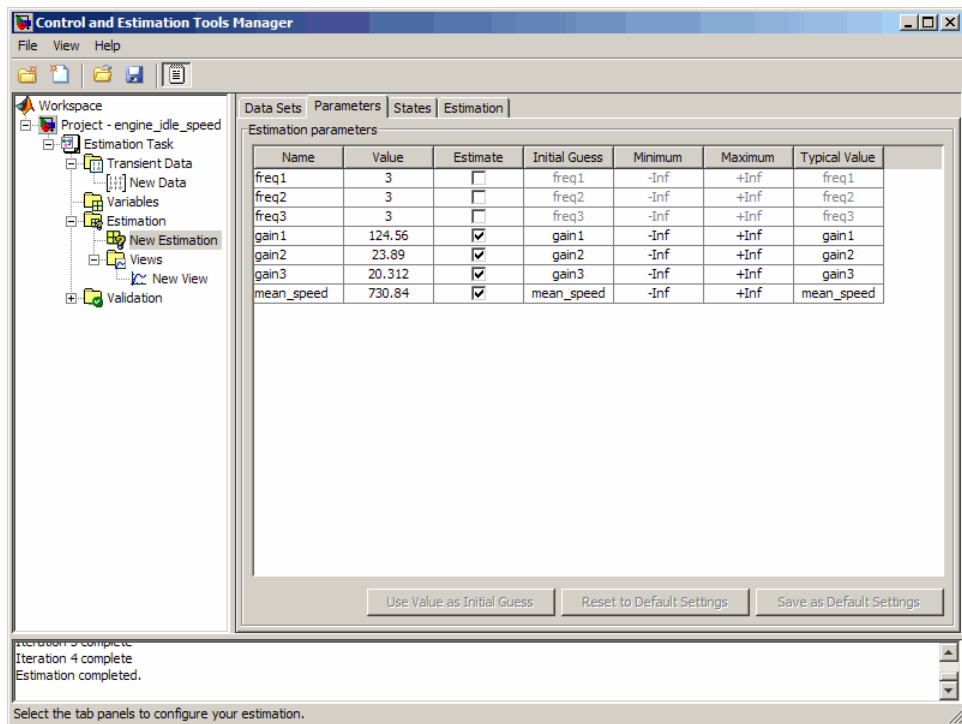 Control and Estimation Tools Manager
File View Help
Workspace
Project - engine_idle_speed
Estimation Task
Transient Data
New Data
Variables
Estimation
New Estimation
Views
New View
Validation
Data Sets Parameters States Estimation
Estimation parameters
Name Value Estimate Initial Guess Minimum Maximum Typical Value
freq1 3 freq1 -Inf +Inf freq1
freq2 3 freq2 -Inf +Inf freq2
freq3 3 freq3 -Inf +Inf freq3
gain1 124.56 gain1 -Inf +Inf gain1
gain2 23.89 gain2 -Inf +Inf gain2
gain3 20.312 gain3 -Inf +Inf gain3
mean_speed 730.84 mean_speed -Inf +Inf mean_speed
Use Value as Initial Guess Reset to Default Settings Save as Default Settings
Iteration 3 complete
Iteration 4 complete
Estimation completed.
Select the tab panels to configure your estimation.